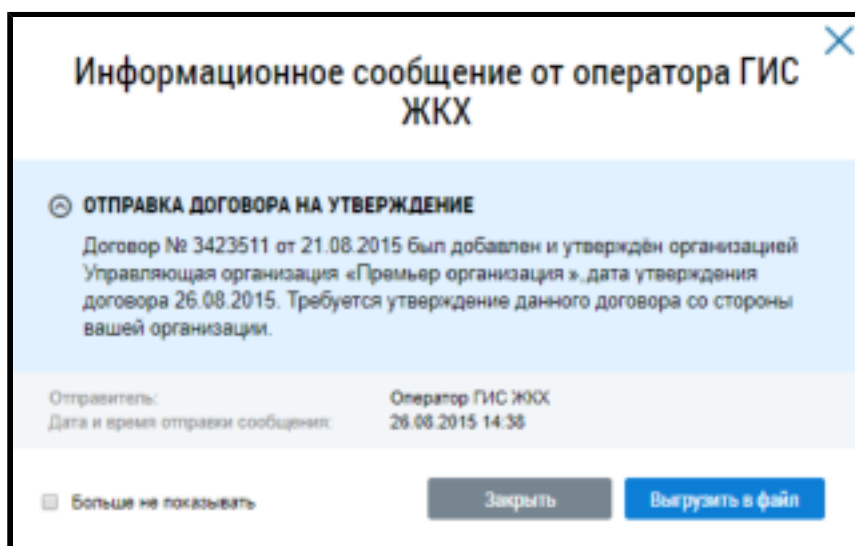 Информационное сообщение от оператора ГИС
ЖКХ
ОТПРАВКА ДОГОВОРА НА УТВЕРЖДЕНИЕ
Договор № 3423511 от 21.08.2015 был добавлен и утверждён организацией
Управляющая организация «Премьер организация »,дата утверждения
договора 26.08.2015. Требуется утверждение данного договора со стороны
вашей организации.
Отправитель: Оператор ГИС ЖКХ
Дата и время отправки сообщения: 26.08.2015 14:38
Больше не показывать Закрыть Выгрузить в файл